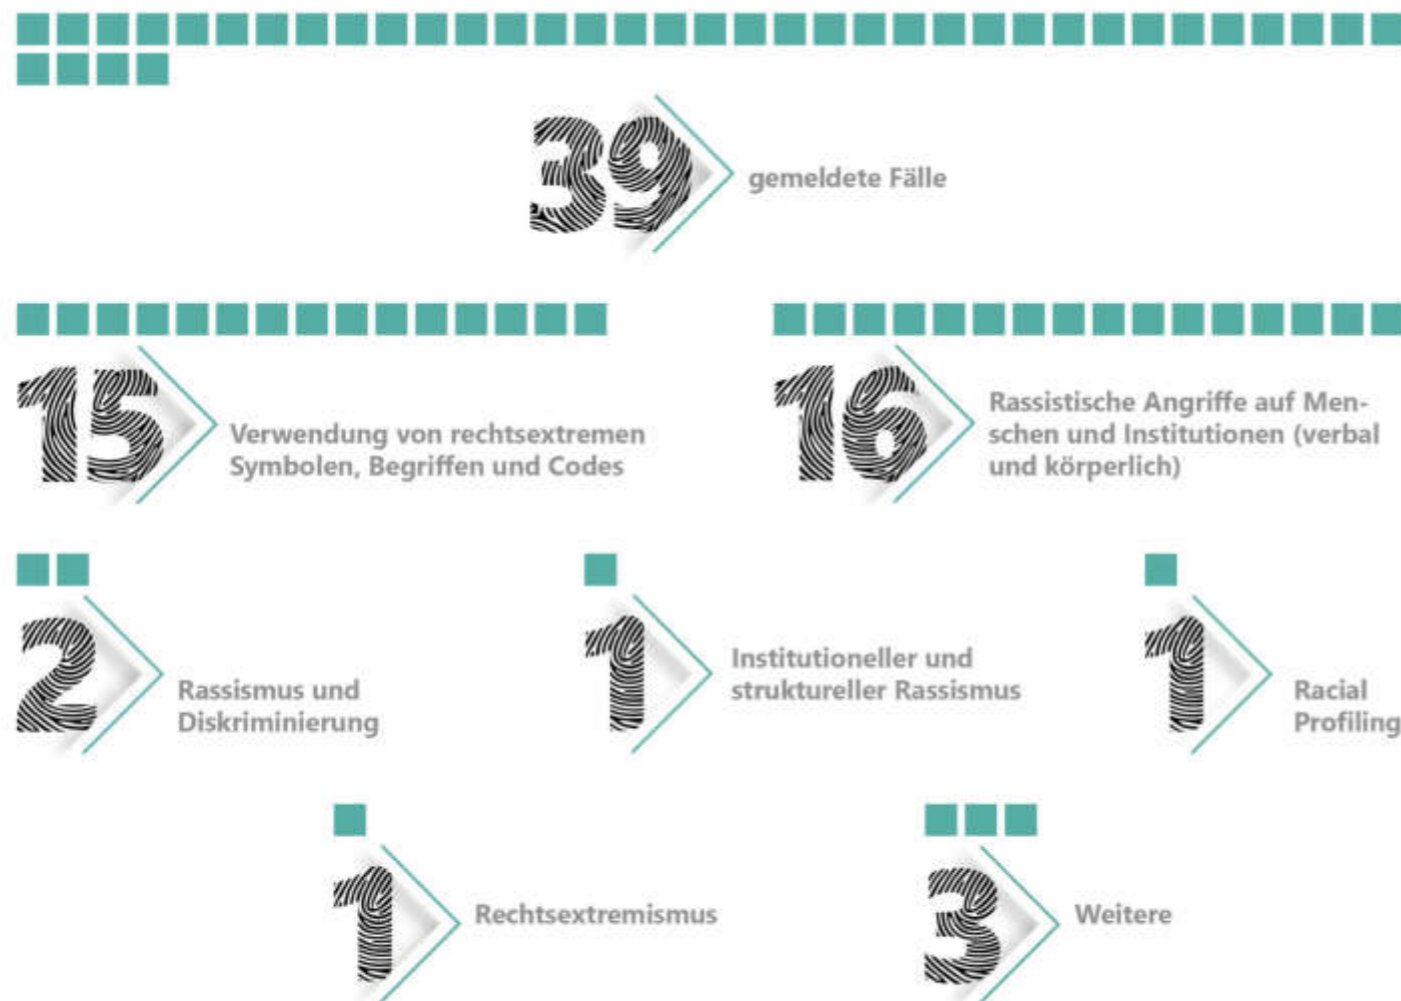 39
gemeldete Fälle
15
Verwendung von rechtsextremen
Symbolen, Begriffen und Codes
16
Rassistische Angriffe auf Men-
schen und Institutionen (verbal
und körperlich)
2
Rassismus und
Diskriminierung
1
Institutioneller und
struktureller Rassismus
1
Racial
Profiling
1
Rechtsextremismus
3
Weitere